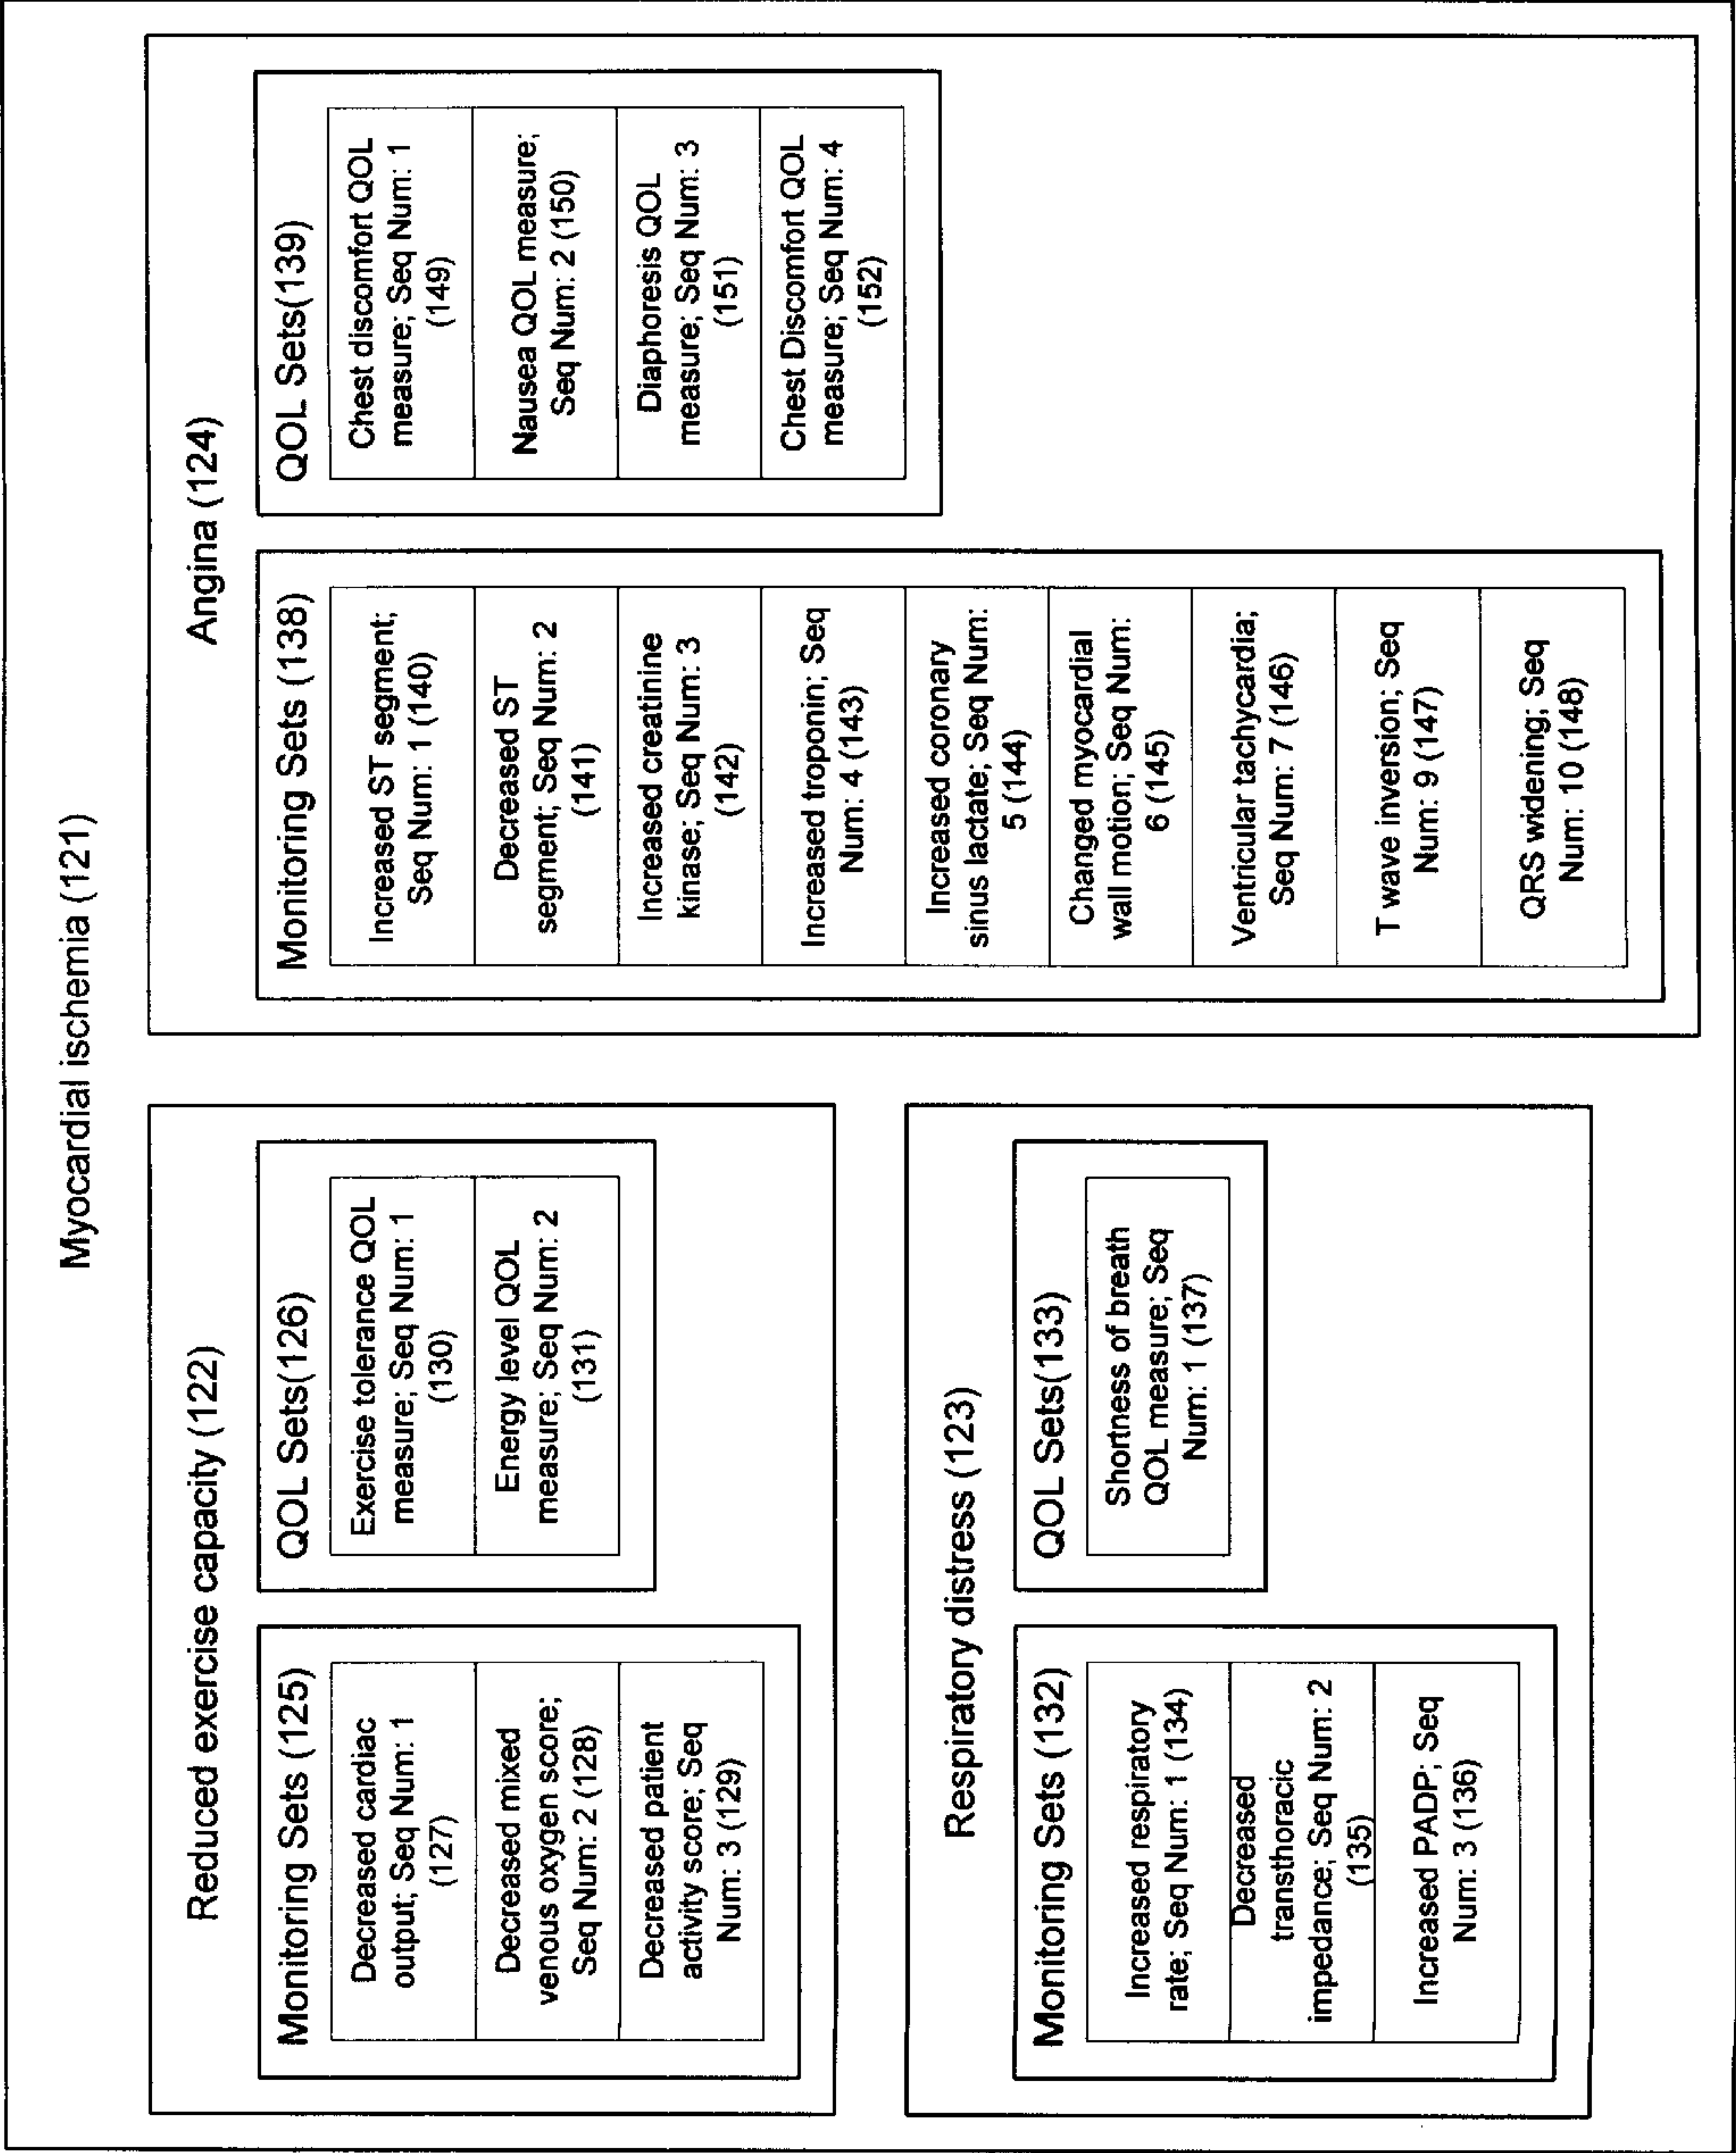 Myocardial ischemia (121)
Reduced exercise capacity (122)
Monitoring Sets (125)
Decreased cardiac
output; Seq Num: 1
(127)
Decreased mixed
venous oxygen score;
Seq Num: 2 (128)
Decreased patient
activity score; Seq
Num: 3 (129)
QOL Sets(126)
Exercise tolerance QOL
measure; Seq Num: 1
(130)
Energy level QOL
measure; Seq Num: 2
(131)
Respiratory distress (123)
Monitoring Sets (132)
Increased respiratory
rate; Seq Num: 1 (134)
Decreased
transthoracic
impedance; Seq Num: 2
(135)
Increased PADP; Seq
Num: 3 (136)
QOL Sets(133)
Shortness of breath
QOL measure; Seq
Num: 1 (137)
Angina (124)
Monitoring Sets (138)
Increased ST segment;
Seq Num: 1 (140)
Decreased ST
segment; Seq Num: 2
(141)
Increased creatinine
kinase; Seq Num: 3
(142)
Increased troponin; Seq
Num: 4 (143)
Increased coronary
sinus lactate; Seq Num:
5 (144)
Changed myocardial
wall motion; Seq Num:
6 (145)
Ventricular tachycardia;
Seq Num: 7 (146)
T wave inversion; Seq
Num: 9 (147)
QRS widening; Seq
Num: 10 (148)
QOL Sets(139)
Chest discomfort QOL
measure; Seq Num: 1
(149)
Nausea QOL measure;
Seq Num: 2 (150)
Diaphoresis QOL
measure; Seq Num: 3
(151)
Chest Discomfort QOL
measure; Seq Num: 4
(152)